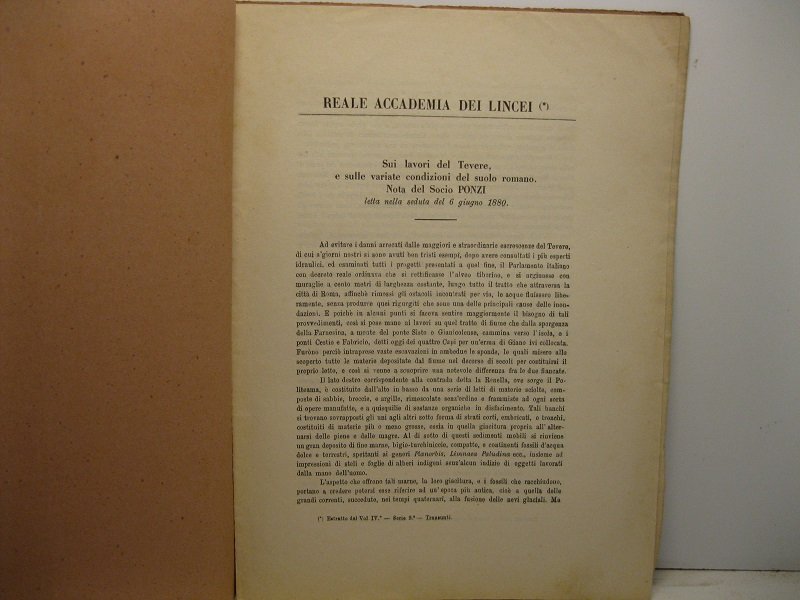 REALE ACCADEMIA DEI LINCEI (*)
Sui lavori del Tevere,
e sulle variate condizioni del suolo romano.
Nota del Socio PONZI
letta nella seduta del 6 giugno 1880.
Ad evitare i danni arrecati dalle maggiori e straordinarie escrescenze del Tevere,
di cui a'giorni nostri si sono avuti ben tristi esempi, dopo avere consultati i più esperti
idraulici, ed esaminati tutti i progetti presentati a quel fine, il Parlamento italiano
con decreto reale ordinava che si rettificasse l'alveo tiberino, e si arginasse con
muraglie a cento metri di larghezza costante, lungo tutto il tratto che attraversa la
città di Roma, affinchè rimossi gli ostacoli incontrati per via, le acque fluissero libe-
ramente, senza produrre quei rigurgiti che sono una delle principali cause delle inon-
dazioni. E poichè in alcuni punti si faceva sentire maggiormente il bisogno di tali
provvedimenti, così si pose mano ai lavori su quel tratto di fiume che dalla sporgenza
della Farnesina, a monte del ponte Sisto o Gianicolense, cammina verso l'isola, e i
ponti Cestio e Fabricio, detti oggi dei quattro Capi per un'erma di Giano ivi collocata.
Furono perciò intraprese vaste escavazioni in ambedue le sponde, le quali misero allo
scoperto tutte le materie depositate dal fiume nel decorso di secoli per costituirsi il
proprio letto, e così si venne a scoprire una notevole differenza fra le due fiancate.
Il lato destro corrispondente alla contrada detta la Renella, ove sorge il Po-
liteama, è costituito dall'alto in basso da una serie di letti di materie sciolte, com-
poste di sabbie, breccie, e argille, rimescolate senz'ordine e frammiste ad ogni sorta
di opere manufatte, e a quisquilie di sostanze organiche in disfacimento. Tali banchi
si trovano sovrapposti gli uni agli altri sotto forma di strati corti, embricati, e tronchi,
costituiti di materie più o meno grosse, ossia in quella giacitura propria all'alter-
narsi delle piene e delle magre. Al di sotto di questi sedimenti mobili si rinviene
un gran deposito di fine marne, bigio-turchiniccie, compatte, e contenenti fossili d'acqua
dolce e terrestri, spettanti ai generi Planorbis, Limnaea Paludina ecc., insieme ad
impressioni di steli e foglie di alberi indigeni senz'alcun indizio di oggetti lavorati
dalla mano dell'uomo.
L'aspetto che offrono tali marne, la loro giacitura, e i fossili che racchiudono,
portano a credere potersi esse riferire ad un'epoca più antica, cioè a quella delle
grandi correnti, succedute, nei tempi quaternari, alla fusione delle nevi glaciali. Ma
(*) Estratto dal Vol IV.° — Serie 3.ª — Transunti.